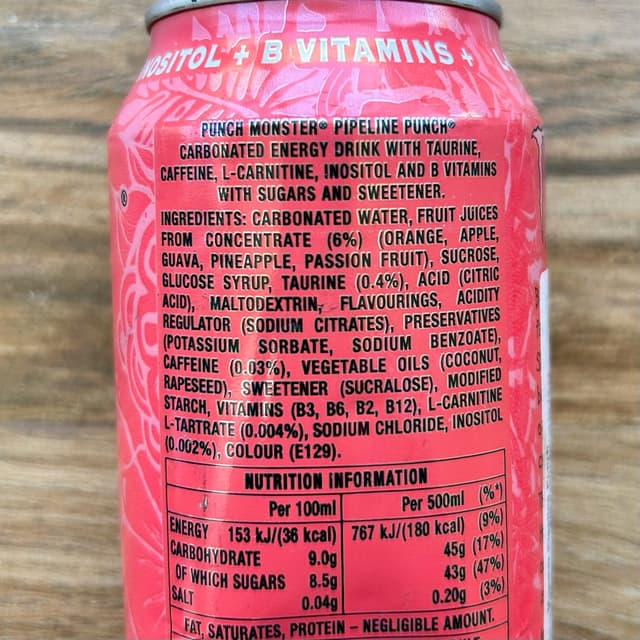 NOSITOL + B VITAMINS + L
PUNCH MONSTER® PIPELINE PUNCH®
CARBONATED ENERGY DRINK WITH TAURINE,
CAFFEINE, L-CARNITINE, INOSITOL AND B VITAMINS
WITH SUGARS AND SWEETENER.
INGREDIENTS: CARBONATED WATER, FRUIT JUICES
FROM CONCENTRATE (6%) (ORANGE, APPLE,
GUAVA, PINEAPPLE, PASSION FRUIT), SUCROSE,
GLUCOSE SYRUP, TAURINE (0.4%), ACID (CITRIC
ACID), MALTODEXTRIN, FLAVOURINGS, ACIDITY
REGULATOR (SODIUM CITRATES), PRESERVATIVES
(POTASSIUM SORBATE, SODIUM BENZOATE),
CAFFEINE (0.03%), VEGETABLE OILS (COCONUT,
RAPESEED), SWEETENER (SUCRALOSE), MODIFIED
STARCH, VITAMINS (B3, B6, B2, B12), L-CARNITINE
L-TARTRATE (0.004%), SODIUM CHLORIDE, INOSITOL
(0.002%), COLOUR (E129).
NUTRITION INFORMATION
Per 100ml Per 500ml (%*)
ENERGY 153 kJ/(36 kcal) 767 kJ/(180 kcal) (9%)
CARBOHYDRATE 9.0g 45g (17%)
OF WHICH SUGARS 8.5g 43g (47%)
SALT 0.04g 0.20g (3%)
FAT, SATURATES, PROTEIN – NEGLIGIBLE AMOUNT.